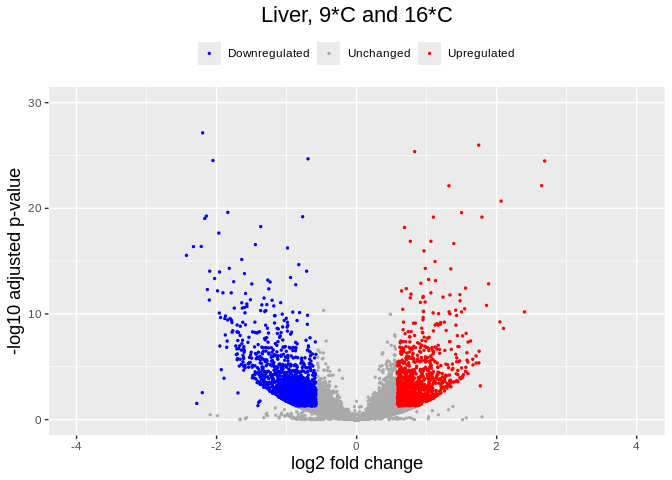 Liver, 9*C and 16*C
Downregulated Unchanged Upregulated
30
20
10
0
-log10 adjusted p-value
-4 -2 0 2 4
log2 fold change